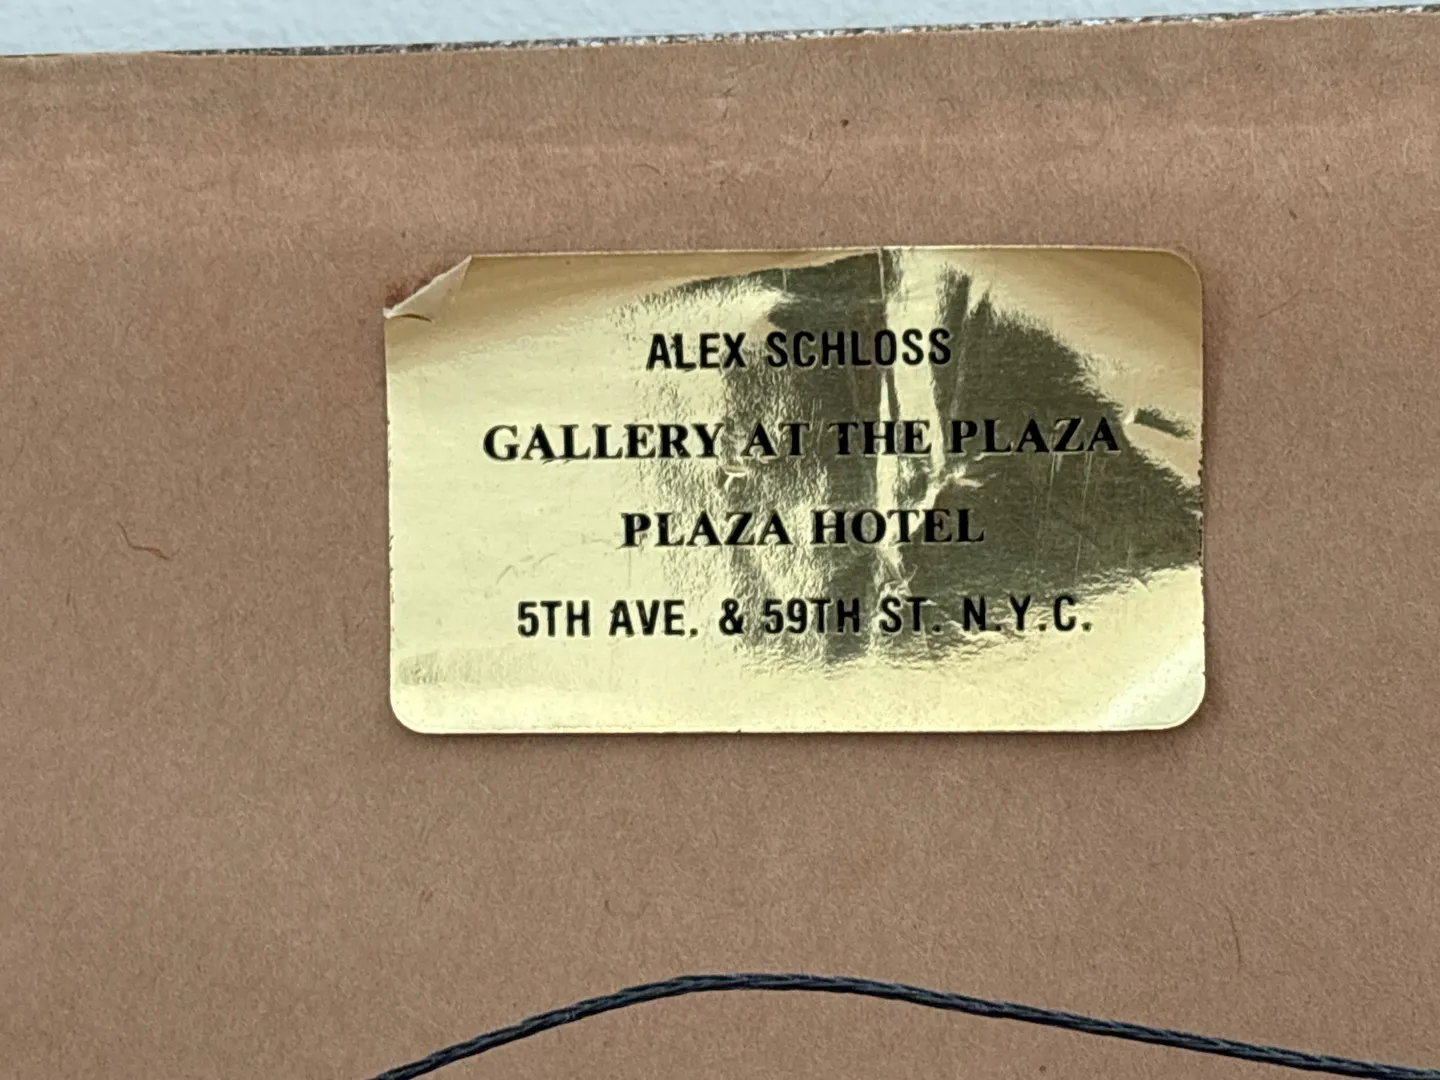 ALEX SCHLOSS
GALLERY AT THE PLAZA
PLAZA HOTEL
5TH AVE. & 59TH ST. N.Y.C.